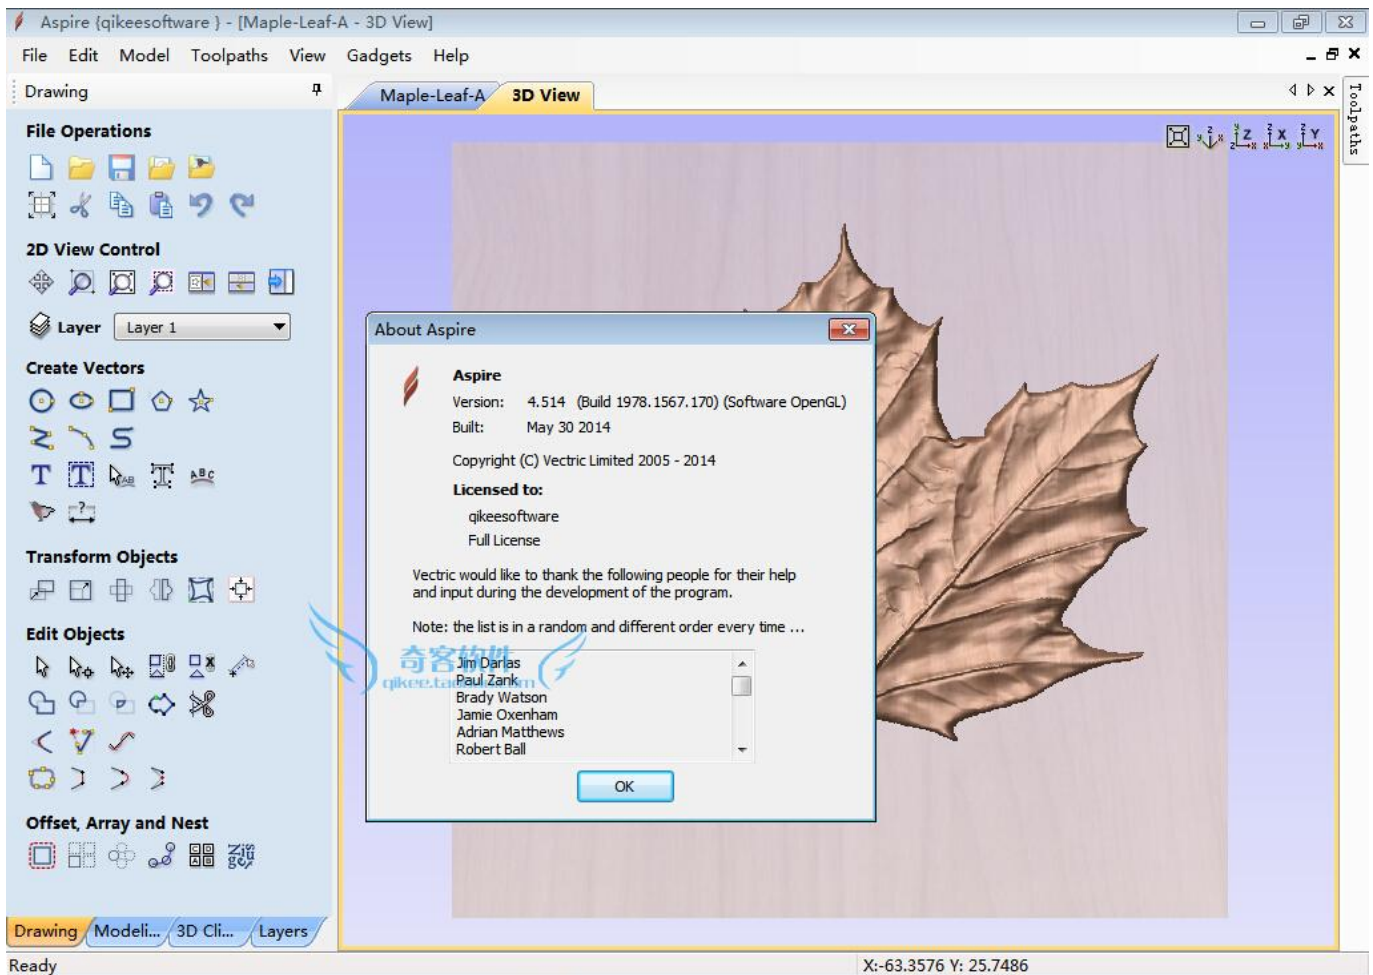 Aspire {qikeesoftware } - [Maple-Leaf-A - 3D View]
File Edit Model Toolpaths View Gadgets Help
Drawing
Maple-Leaf-A 3D View
Toolpaths
File Operations
2D View Control
Layer Layer 1
Create Vectors
Transform Objects
Edit Objects
Offset, Array and Nest
Drawing Modeli... 3D Cli... Layers
About Aspire
Aspire
Version: 4.514 (Build 1978.1567.170) (Software OpenGL)
Built: May 30 2014
Copyright (C) Vectric Limited 2005 - 2014
Licensed to:
qikeesoftware
Full License
Vectric would like to thank the following people for their help
and input during the development of the program.
Note: the list is in a random and different order every time ...
Jim Darlas
Paul Zank
Brady Watson
Jamie Oxenham
Adrian Matthews
Robert Ball
奇客软件
OK
Ready
X:-63.3576 Y: 25.7486